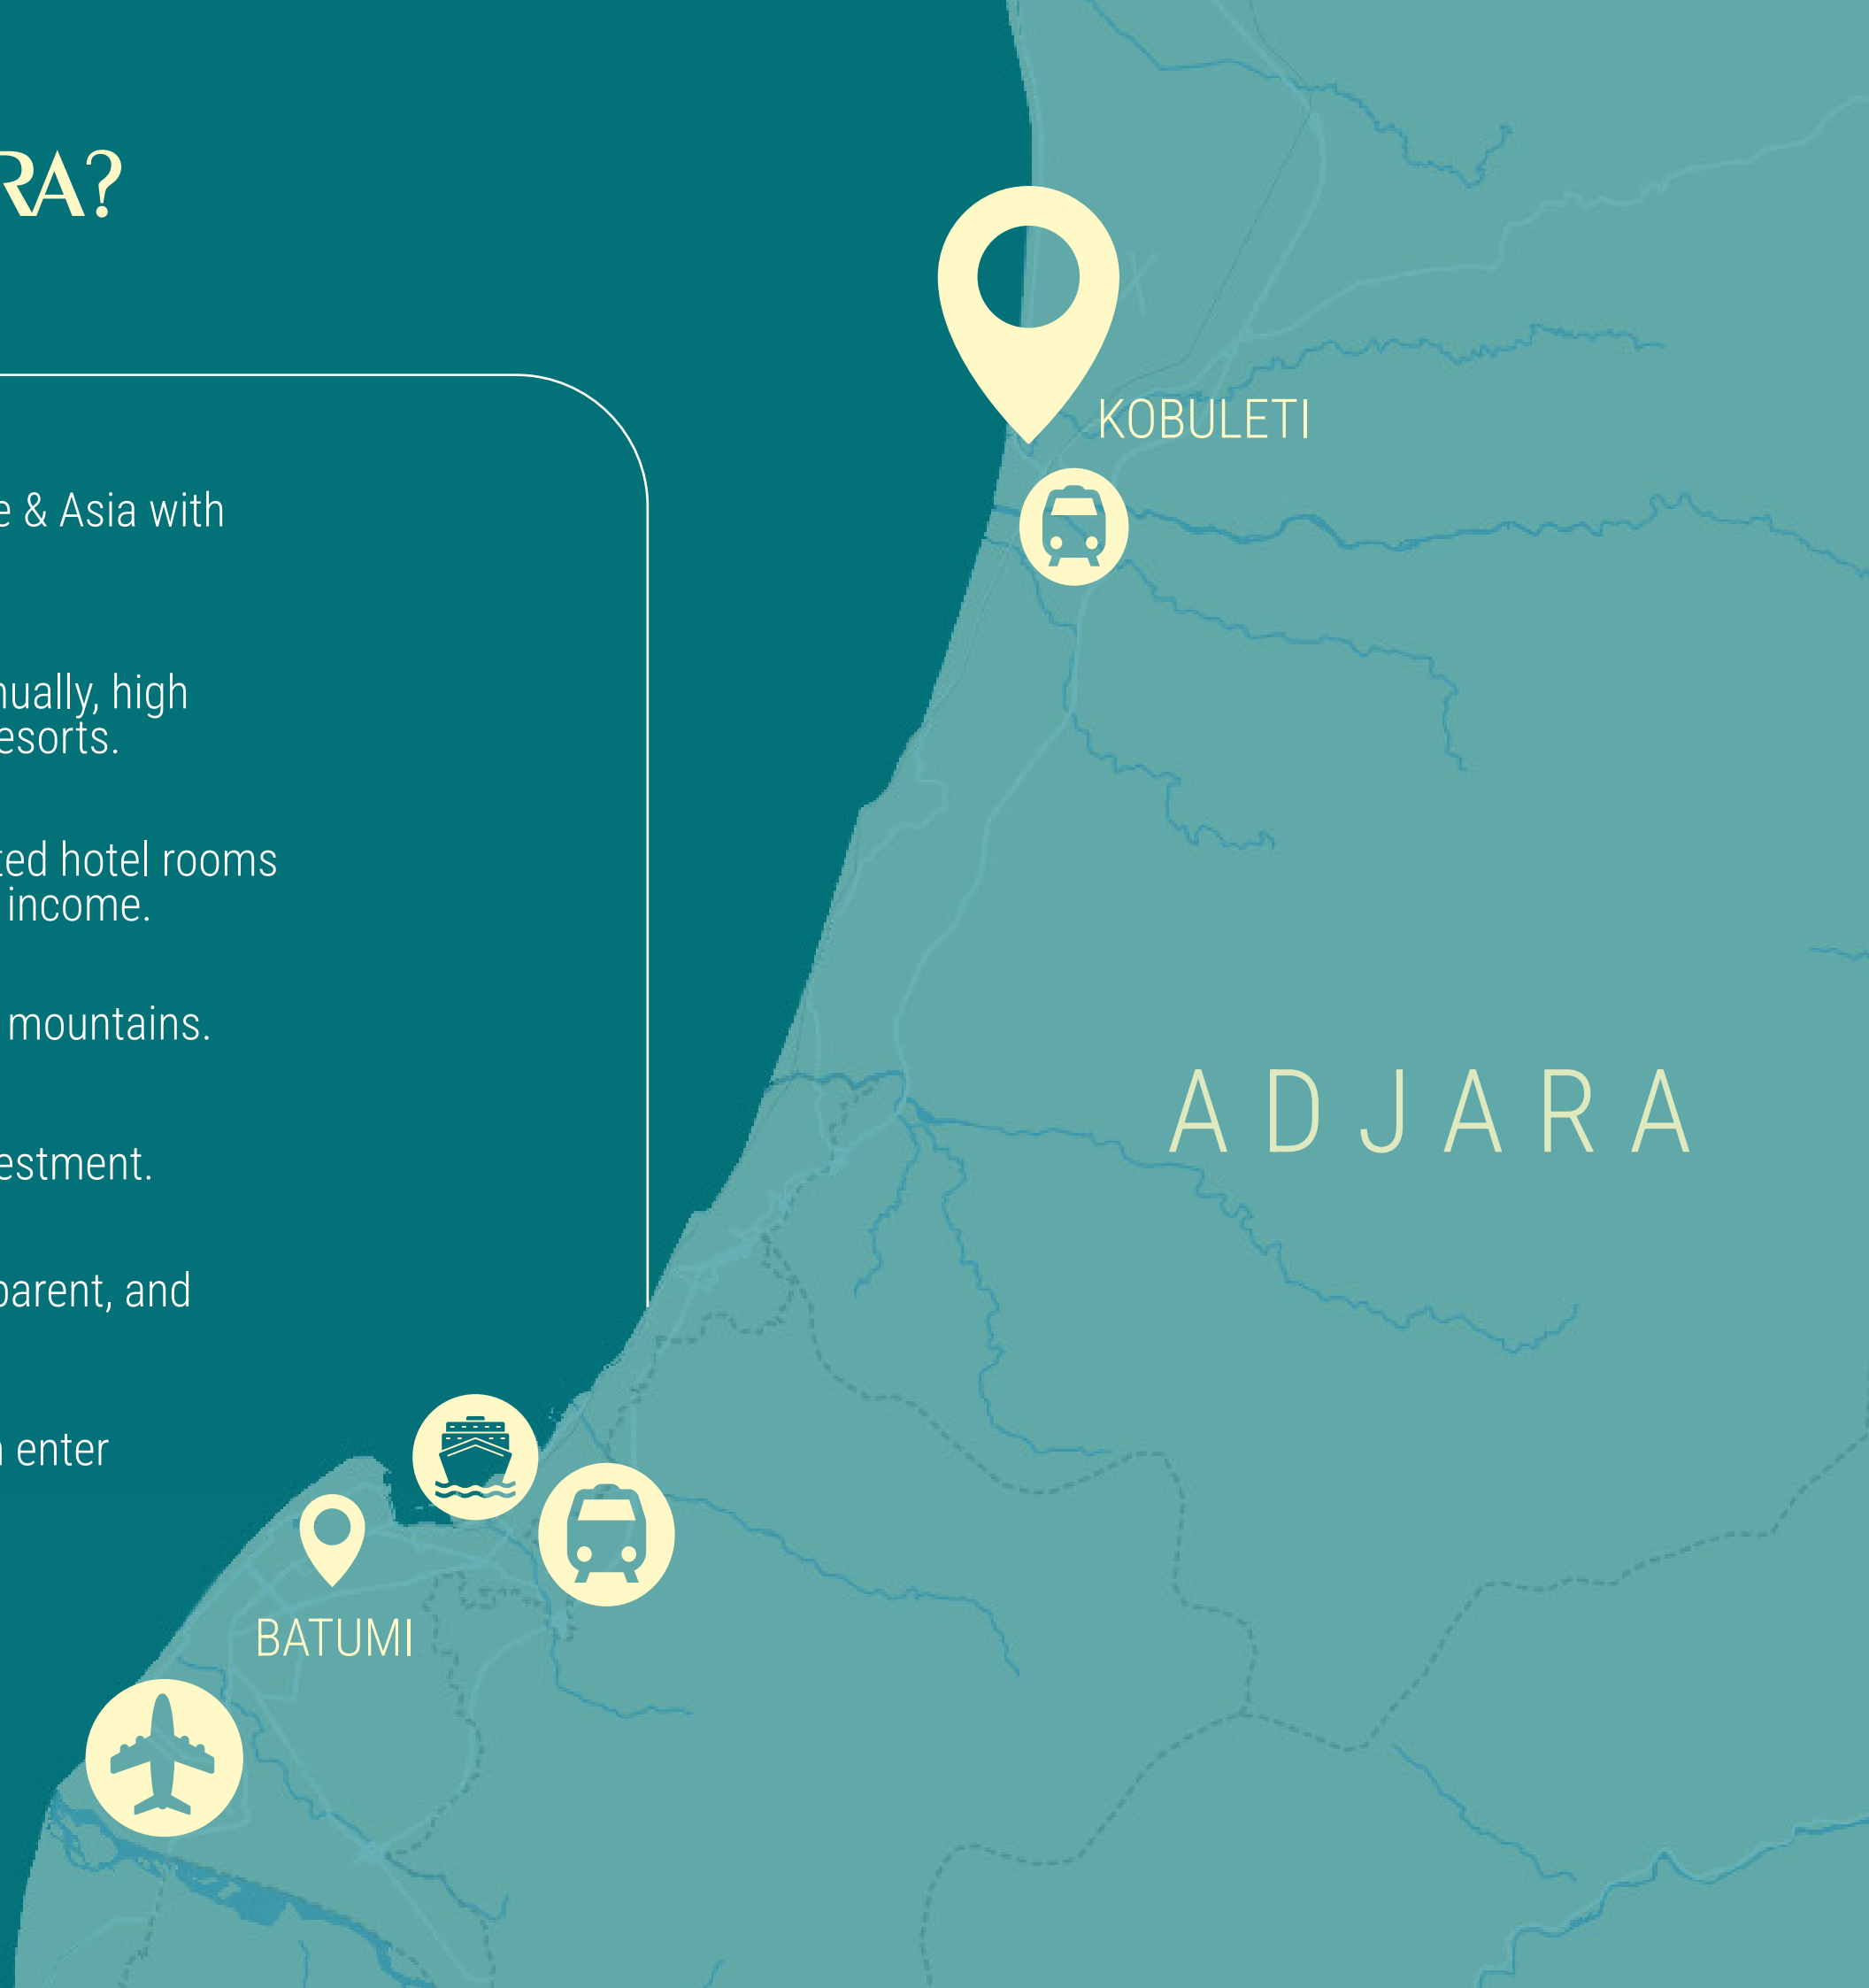 RA?
KOBULETI
e & Asia with
nually, high
esorts.
ted hotel rooms
income.
mountains.
ADJARA
estment.
parent, and
enter
BATUMI